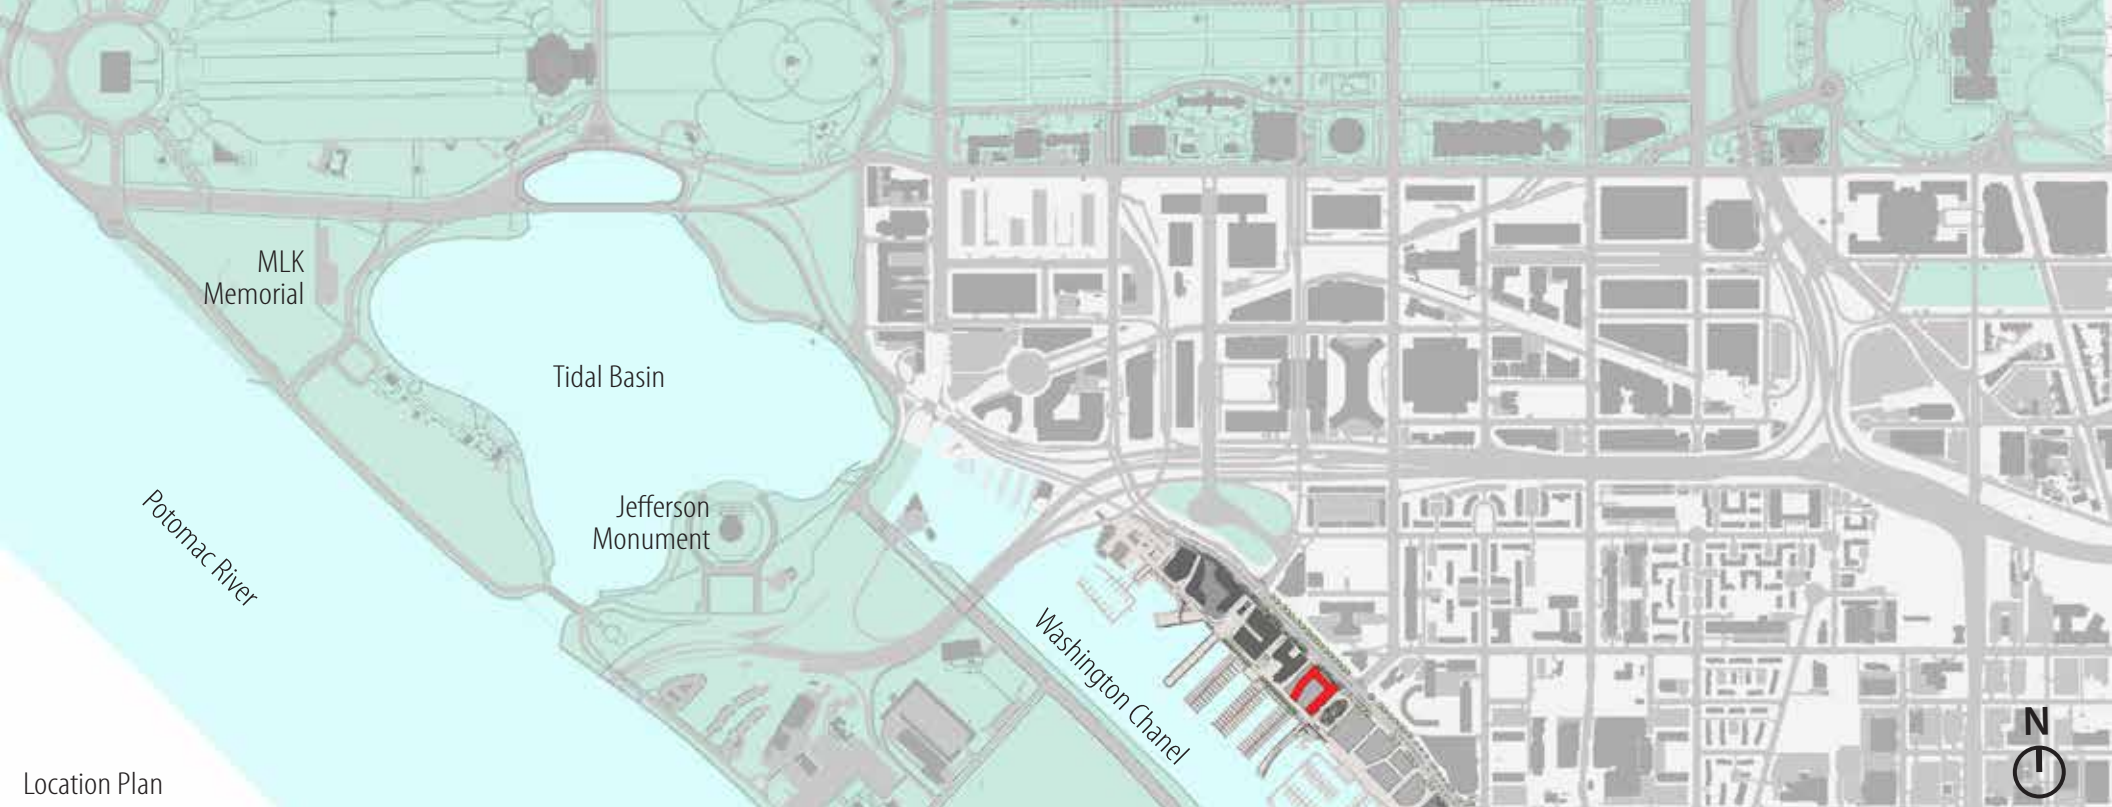 MLK
Memorial
Tidal Basin
Jefferson
Monument
Potomac River
Washington Chanel
N
Location Plan